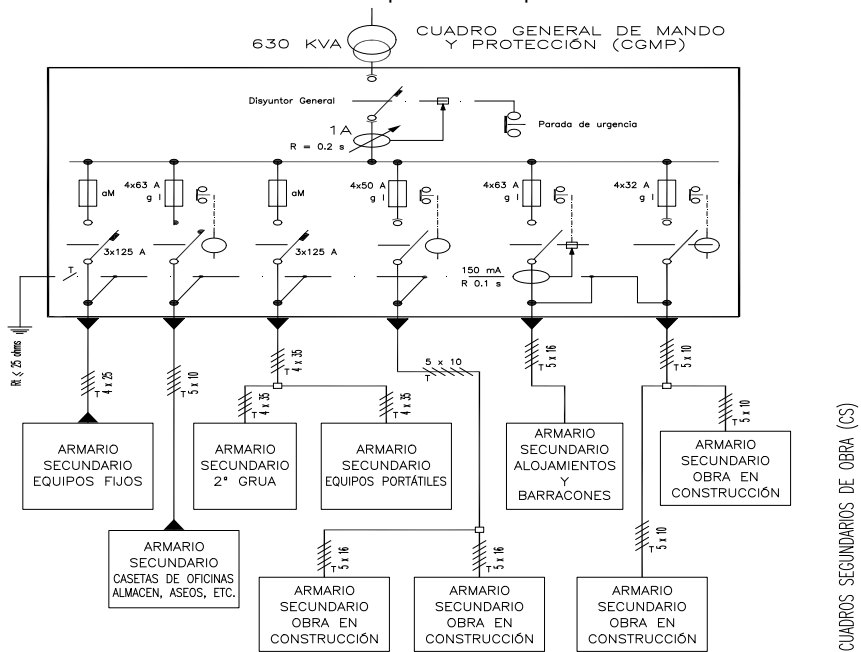 630 KVA
CUADRO GENERAL DE MANDO
Y PROTECCIÓN (CGMP)
Disyuntor General
Parada de urgencia
1A
R = 0.2 s
aM
4x63 A
g I
aM
4x50 A
g I
4x63 A
g I
4x32 A
g I
3x125 A
3x125 A
T
150 mA
R 0.1 s
Rt ≤ 25 ohms
T 4 x 25
T 5 x 10
T 4 x 35
5 x 10
T
T 5 x 16
T 5 x 10
T 4 x 35
T 4 x 35
T 5 x 10
ARMARIO
SECUNDARIO
EQUIPOS FIJOS
ARMARIO
SECUNDARIO
2ª GRUA
ARMARIO
SECUNDARIO
EQUIPOS PORTÁTILES
ARMARIO
SECUNDARIO
ALOJAMIENTOS
Y
BARRACONES
ARMARIO
SECUNDARIO
OBRA EN
CONSTRUCCIÓN
ARMARIO
SECUNDARIO
CASETAS DE OFICINAS
ALMACEN, ASEOS, ETC.
T 5 x 16
T 5 x 16
T 5 x 10
ARMARIO
SECUNDARIO
OBRA EN
CONSTRUCCIÓN
ARMARIO
SECUNDARIO
OBRA EN
CONSTRUCCIÓN
ARMARIO
SECUNDARIO
OBRA EN
CONSTRUCCIÓN
CUADROS SEGUNDARIOS DE OBRA (CS)